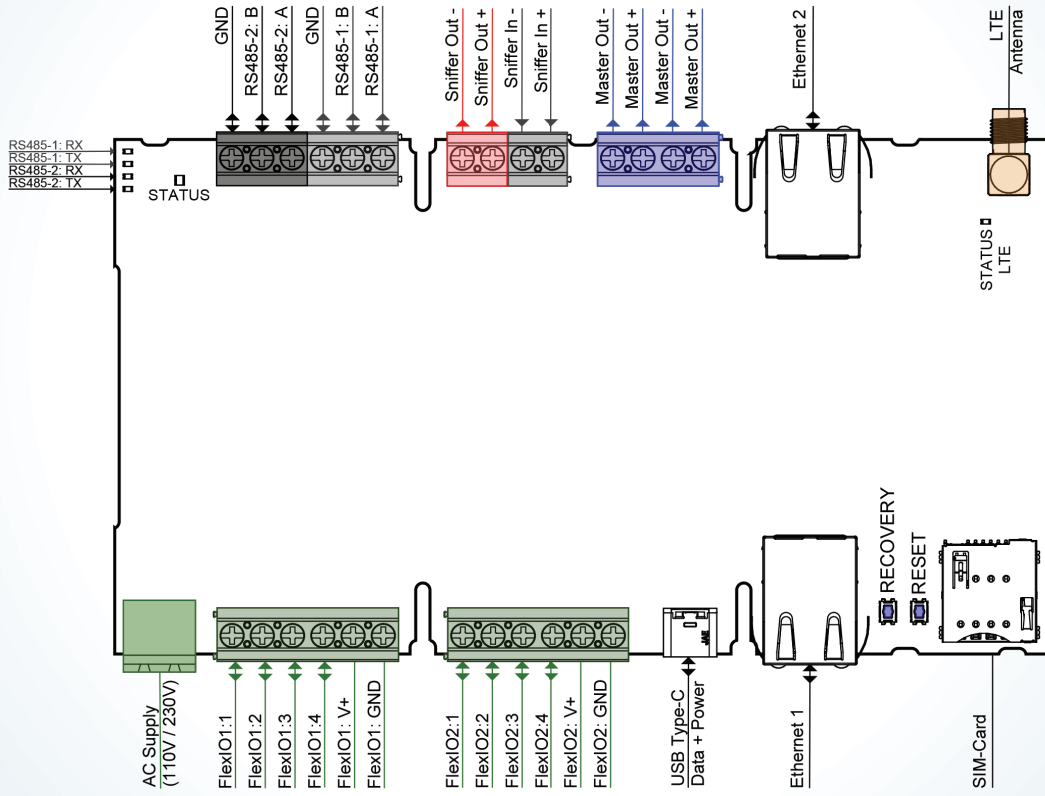 GND
RS485-2: B
RS485-2: A
GND
RS485-1: B
RS485-1: A
Sniffer Out -
Sniffer Out +
Sniffer In -
Sniffer In +
Master Out -
Master Out +
Master Out -
Master Out +
Ethernet 2
LTE
Antenna
RS485-1: RX
RS485-1: TX
RS485-2: RX
RS485-2: TX
STATUS
STATUS
LTE
RECOVERY
RESET
JAE
AC Supply
(110V / 230V)
FlexIO1:1
FlexIO1:2
FlexIO1:3
FlexIO1:4
FlexIO1: V+
FlexIO1: GND
FlexIO2:1
FlexIO2:2
FlexIO2:3
FlexIO2:4
FlexIO2: V+
FlexIO2: GND
USB Type-C
Data + Power
Ethernet 1
SIM-Card